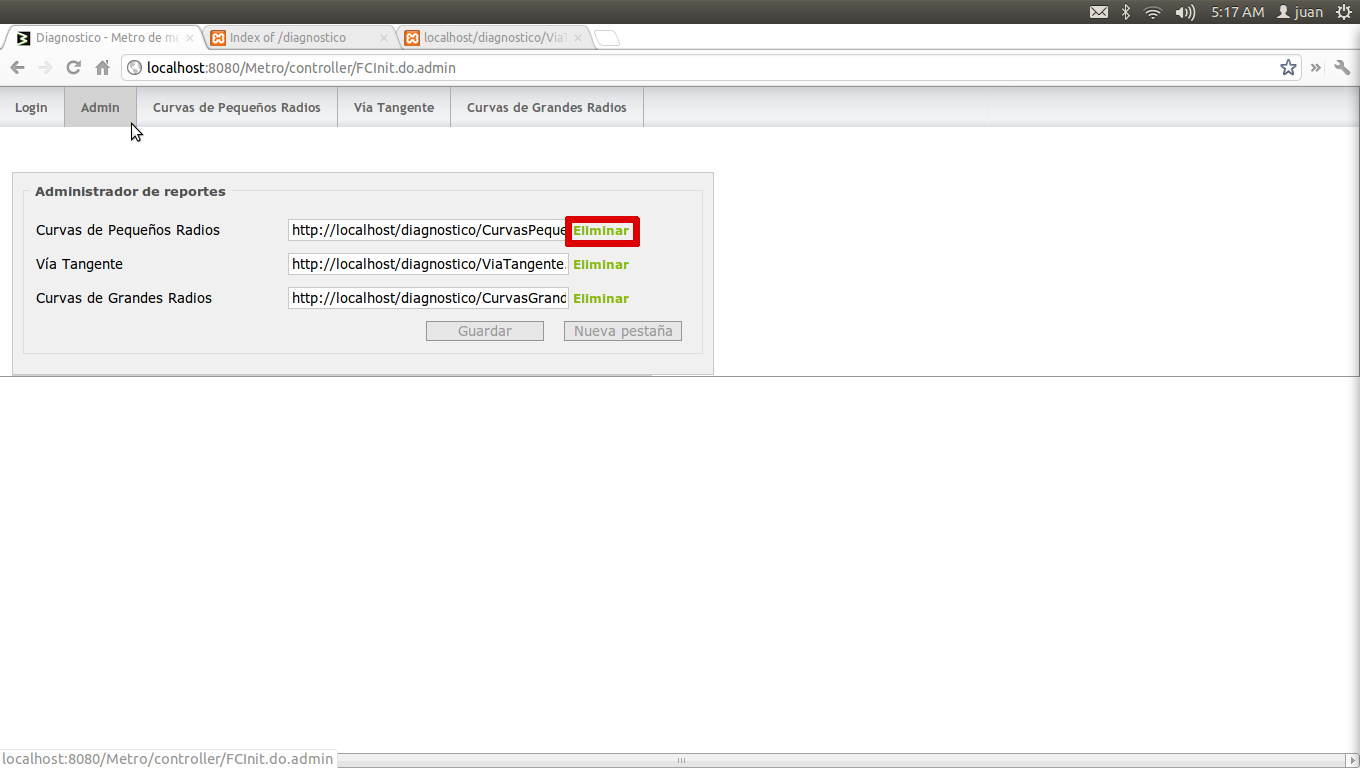 5:17 AM juan
Diagnostico - Metro de me Index of /diagnostico localhost/diagnostico/ViaT
localhost:8080/Metro/controller/FCInit.do.admin
Login Admin Curvas de Pequeños Radios Vía Tangente Curvas de Grandes Radios
Administrador de reportes
Curvas de Pequeños Radios http://localhost/diagnostico/CurvasPeque Eliminar
Vía Tangente http://localhost/diagnostico/ViaTangente. Eliminar
Curvas de Grandes Radios http://localhost/diagnostico/CurvasGrand Eliminar
Guardar Nueva pestaña
localhost:8080/Metro/controller/FCInit.do.admin